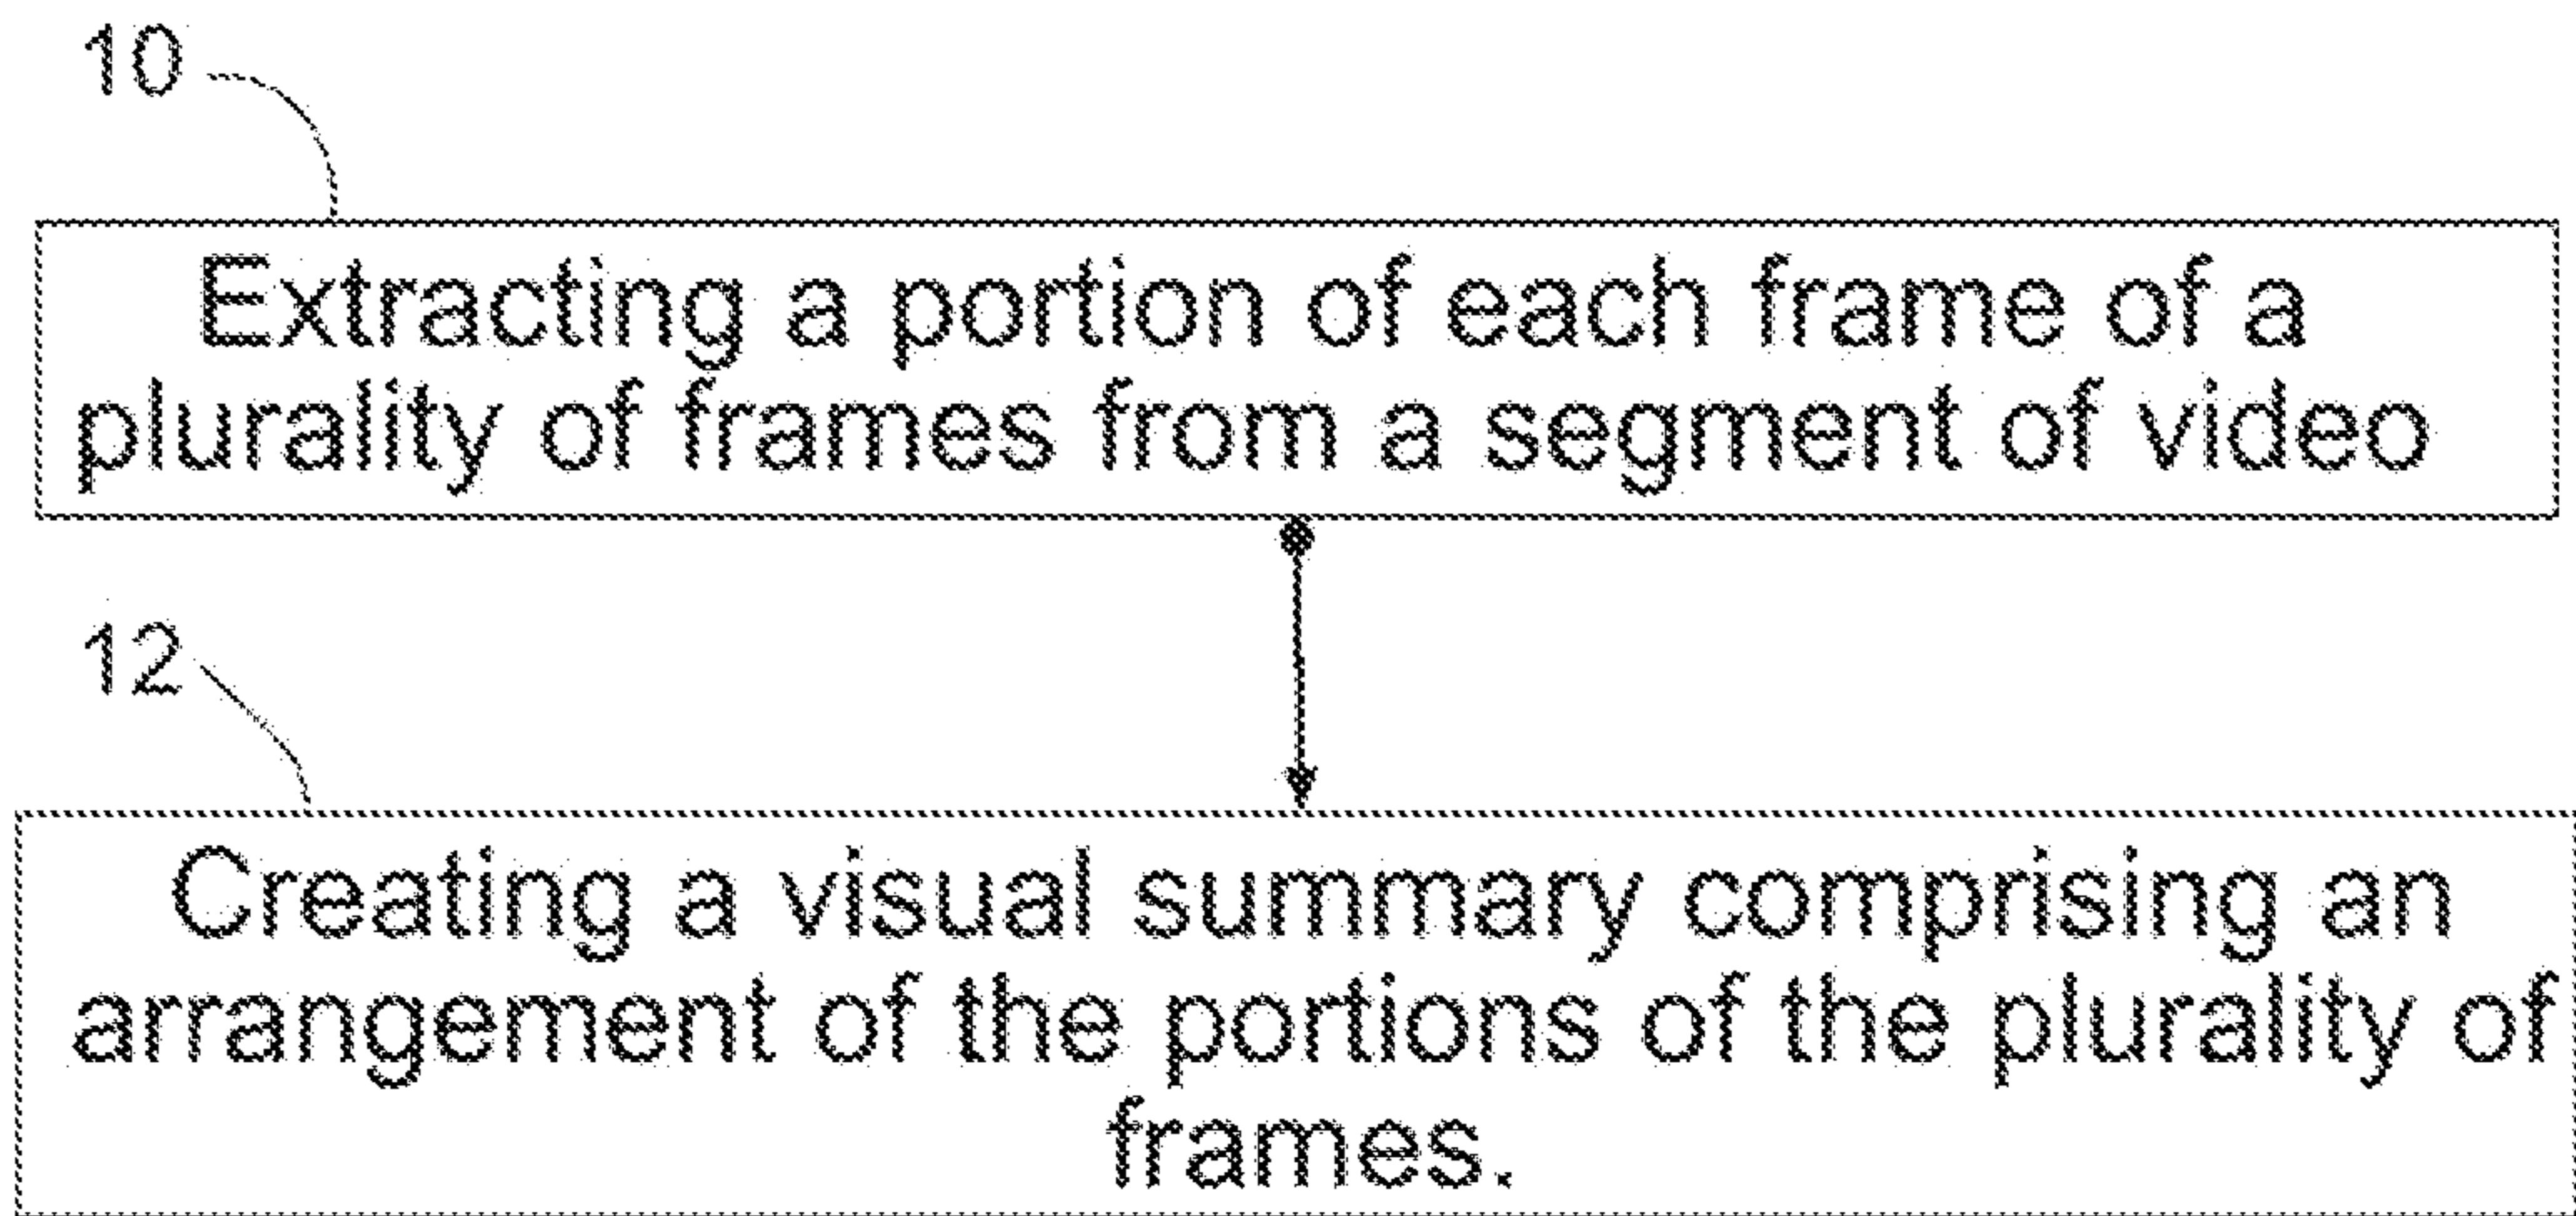 10
Extracting a portion of each frame of a
plurality of frames from a segment of video
12
Creating a visual summary comprising an
arrangement of the portions of the plurality of
frames.